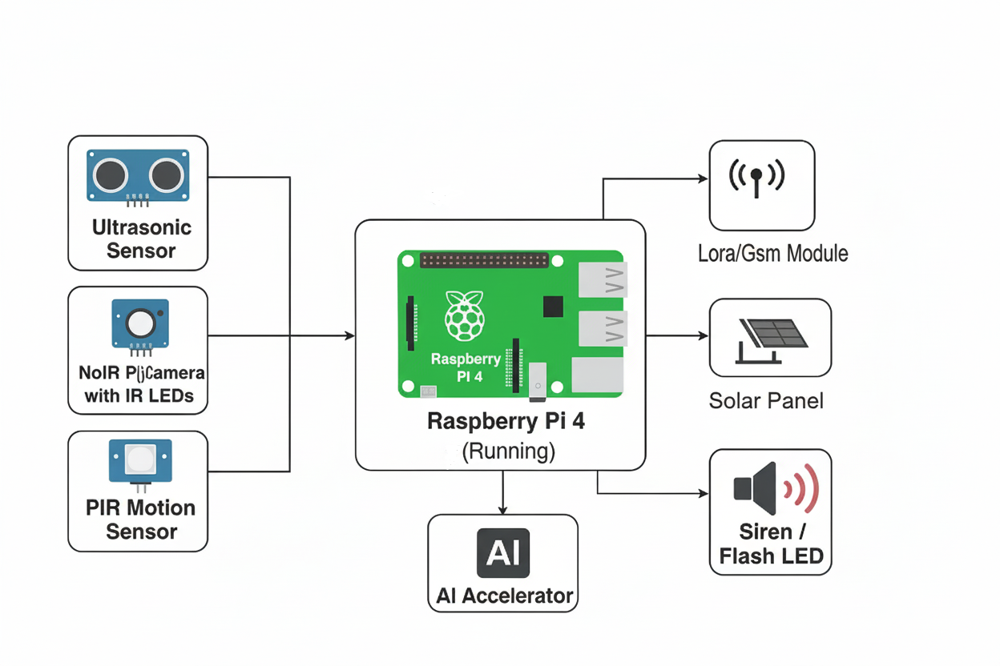 Ultrasonic
Sensor
NoIR Camera
with IR LEDs
PIR Motion
Sensor
Raspberry
PI 4
Raspberry Pi 4
(Running)
AI
AI Accelerator
Lora/Gsm Module
Solar Panel
Siren /
Flash LED